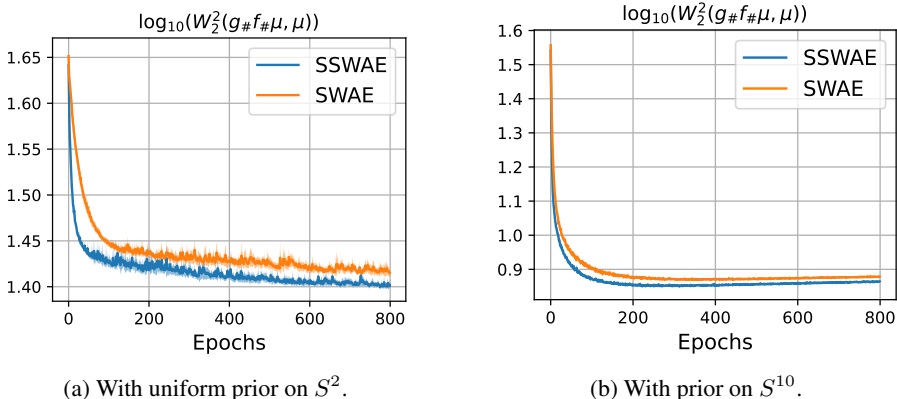 log₁₀(W₂²(g#f#μ, μ))
SSWAE
SWAE
1.65
1.60
1.55
1.50
1.45
1.40
0 200 400 600 800
Epochs
(a) With uniform prior on S².
log₁₀(W₂²(g#f#μ, μ))
SSWAE
SWAE
1.6
1.5
1.4
1.3
1.2
1.1
1.0
0.9
0 200 400 600 800
Epochs
(b) With prior on S¹⁰.